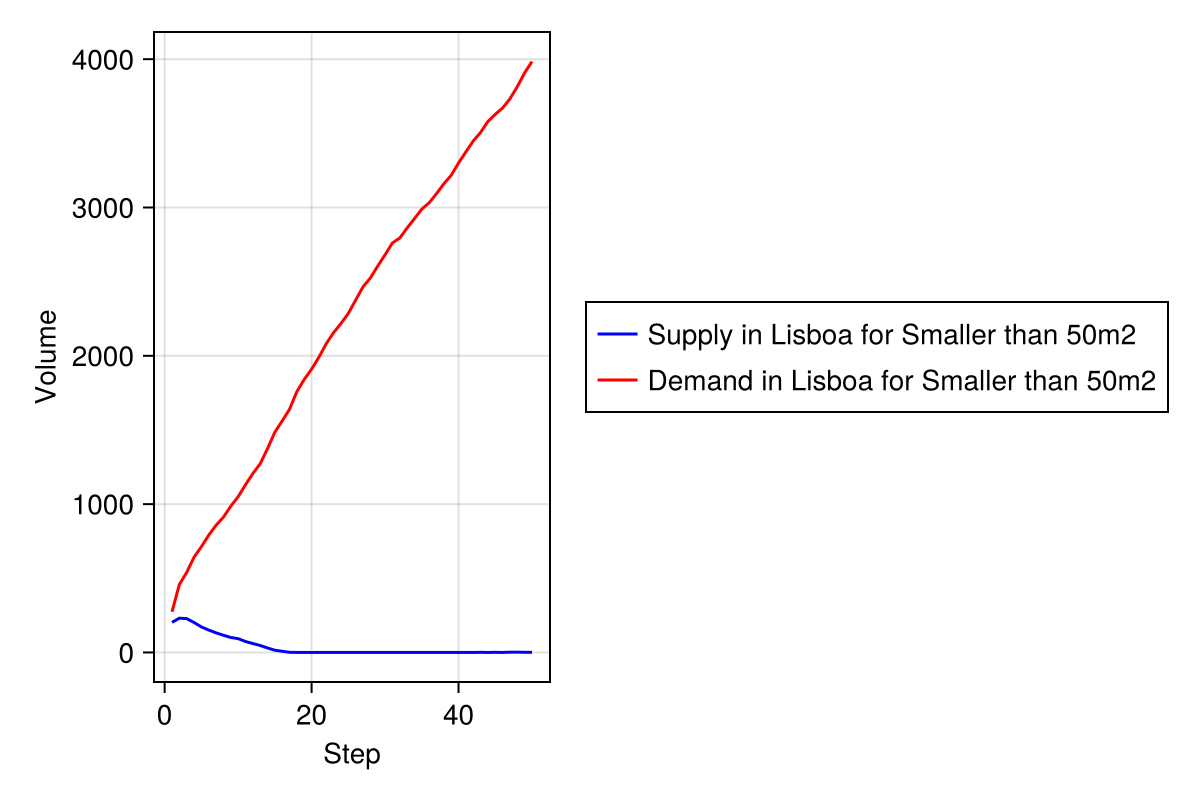 4000
3000
2000
1000
0
Volume
0 20 40
Step
Supply in Lisboa for Smaller than 50m2
Demand in Lisboa for Smaller than 50m2